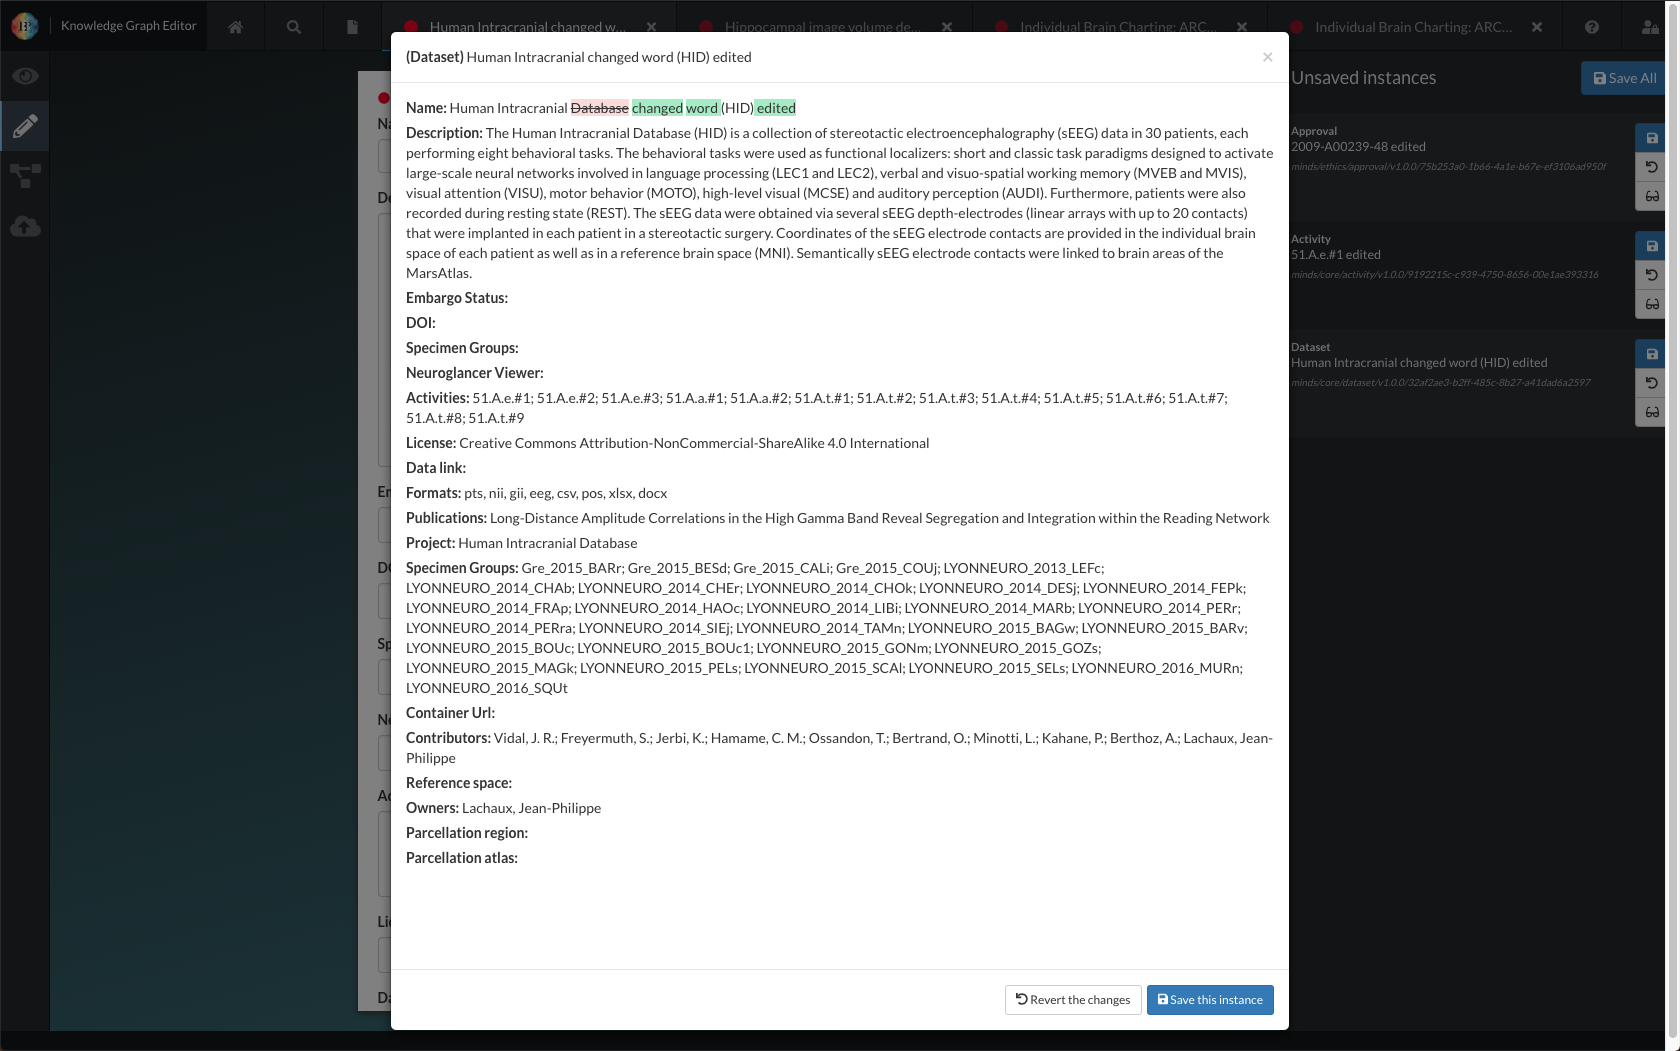 Knowledge Graph Editor
Human Intracranial changed w...
Hippocampal image volume de...
Individual Brain Charting: ARC...
Individual Brain Charting: ARC...
(Dataset) Human Intracranial changed word (HID) edited
×
Name: Human Intracranial Database changed word (HID) edited
Description: The Human Intracranial Database (HID) is a collection of stereotactic electroencephalography (sEEG) data in 30 patients, each
performing eight behavioral tasks. The behavioral tasks were used as functional localizers: short and classic task paradigms designed to activate
large-scale neural networks involved in language processing (LEC1 and LEC2), verbal and visuo-spatial working memory (MVEB and MVIS),
visual attention (VISU), motor behavior (MOTO), high-level visual (MCSE) and auditory perception (AUDI). Furthermore, patients were also
recorded during resting state (REST). The sEEG data were obtained via several sEEG depth-electrodes (linear arrays with up to 20 contacts)
that were implanted in each patient in a stereotactic surgery. Coordinates of the sEEG electrode contacts are provided in the individual brain
space of each patient as well as in a reference brain space (MNI). Semantically sEEG electrode contacts were linked to brain areas of the
MarsAtlas.
Embargo Status:
DOI:
Specimen Groups:
Neuroglancer Viewer:
Activities: 51.A.e.#1; 51.A.e.#2; 51.A.e.#3; 51.A.a.#1; 51.A.a.#2; 51.A.t.#1; 51.A.t.#2; 51.A.t.#3; 51.A.t.#4; 51.A.t.#5; 51.A.t.#6; 51.A.t.#7;
51.A.t.#8; 51.A.t.#9
License: Creative Commons Attribution-NonCommercial-ShareAlike 4.0 International
Data link:
Formats: pts, nii, gii, eeg, csv, pos, xlsx, docx
Publications: Long-Distance Amplitude Correlations in the High Gamma Band Reveal Segregation and Integration within the Reading Network
Project: Human Intracranial Database
Specimen Groups: Gre_2015_BARr; Gre_2015_BESd; Gre_2015_CALi; Gre_2015_COUj; LYONNEURO_2013_LEFc;
LYONNEURO_2014_CHAb; LYONNEURO_2014_CHEr; LYONNEURO_2014_CHOk; LYONNEURO_2014_DESj; LYONNEURO_2014_FEPk;
LYONNEURO_2014_FRAp; LYONNEURO_2014_HAOc; LYONNEURO_2014_LIBi; LYONNEURO_2014_MARb; LYONNEURO_2014_PERr;
LYONNEURO_2014_PERra; LYONNEURO_2014_SIEj; LYONNEURO_2014_TAMn; LYONNEURO_2015_BAGw; LYONNEURO_2015_BARv;
LYONNEURO_2015_BOUc; LYONNEURO_2015_BOUc1; LYONNEURO_2015_GONm; LYONNEURO_2015_GOZs;
LYONNEURO_2015_MAGk; LYONNEURO_2015_PELs; LYONNEURO_2015_SCAl; LYONNEURO_2015_SELs; LYONNEURO_2016_MURn;
LYONNEURO_2016_SQUt
Container Url:
Contributors: Vidal, J. R.; Freyermuth, S.; Jerbi, K.; Hamame, C. M.; Ossandon, T.; Bertrand, O.; Minotti, L.; Kahane, P.; Berthoz, A.; Lachaux, Jean-
Philippe
Reference space:
Owners: Lachaux, Jean-Philippe
Parcellation region:
Parcellation atlas:
Revert the changes
Save this instance
Unsaved instances
Save All
Approval
2009-A00239-48 edited
minds/ethics/approval/v1.0.0/75b253a0-1b66-4a1e-b67e-ef3106ad950f
Activity
51.A.e.#1 edited
minds/core/activity/v1.0.0/9192215c-c939-4750-8656-00e1ae393316
Dataset
Human Intracranial changed word (HID) edited
minds/core/dataset/v1.0.0/32af2ae3-b2ff-485c-8b27-a41dad6a2597